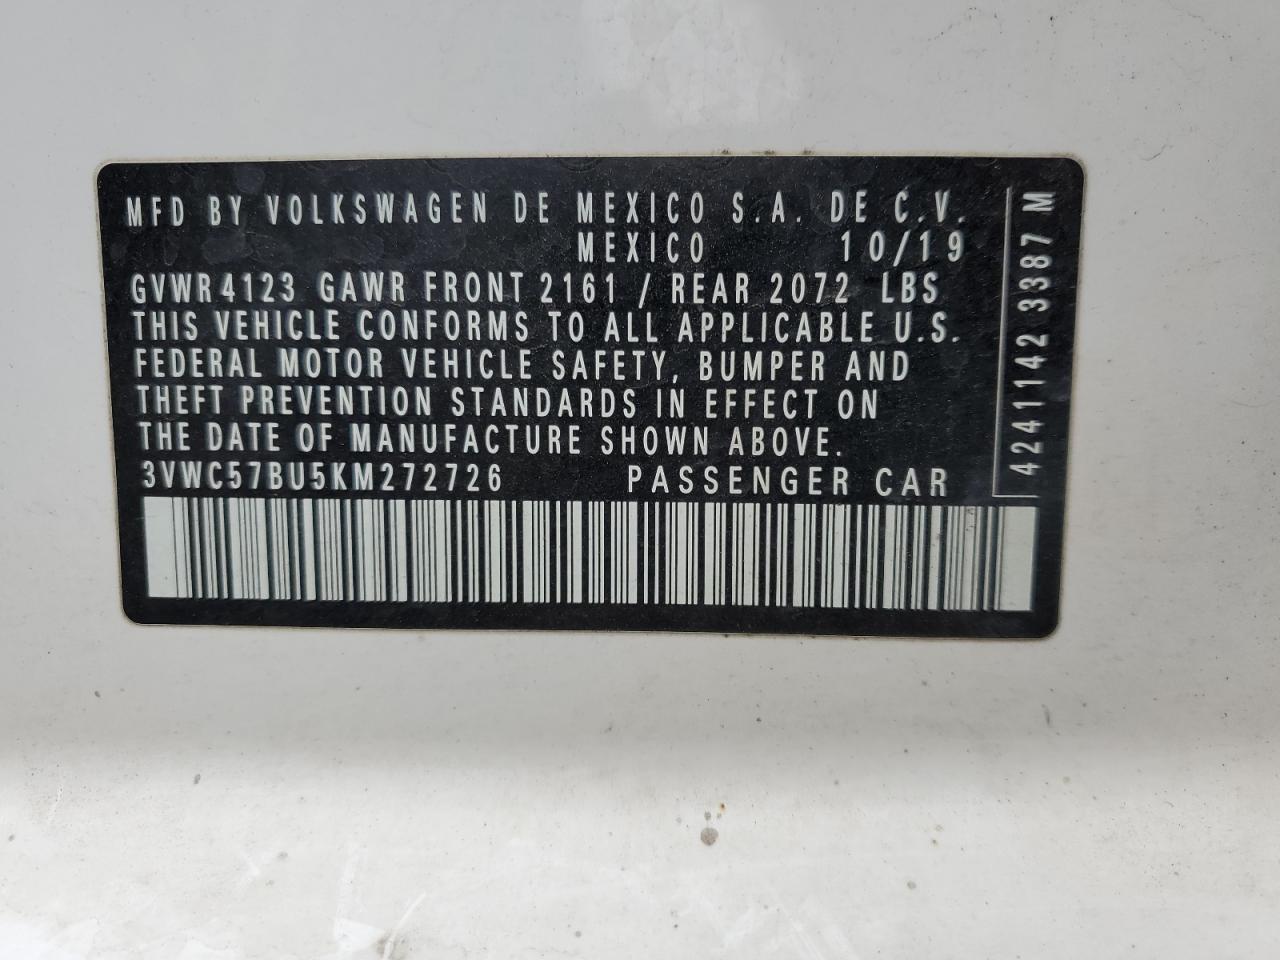 MFD BY VOLKSWAGEN DE MEXICO S.A. DE C.V.
MEXICO 10/19
GVWR 4123 GAWR FRONT 2161 / REAR 2072 LBS
THIS VEHICLE CONFORMS TO ALL APPLICABLE U.S.
FEDERAL MOTOR VEHICLE SAFETY, BUMPER AND
THEFT PREVENTION STANDARDS IN EFFECT ON
THE DATE OF MANUFACTURE SHOWN ABOVE.
3VWC57BU5KM272726 PASSENGER CAR
4241142 3387 M